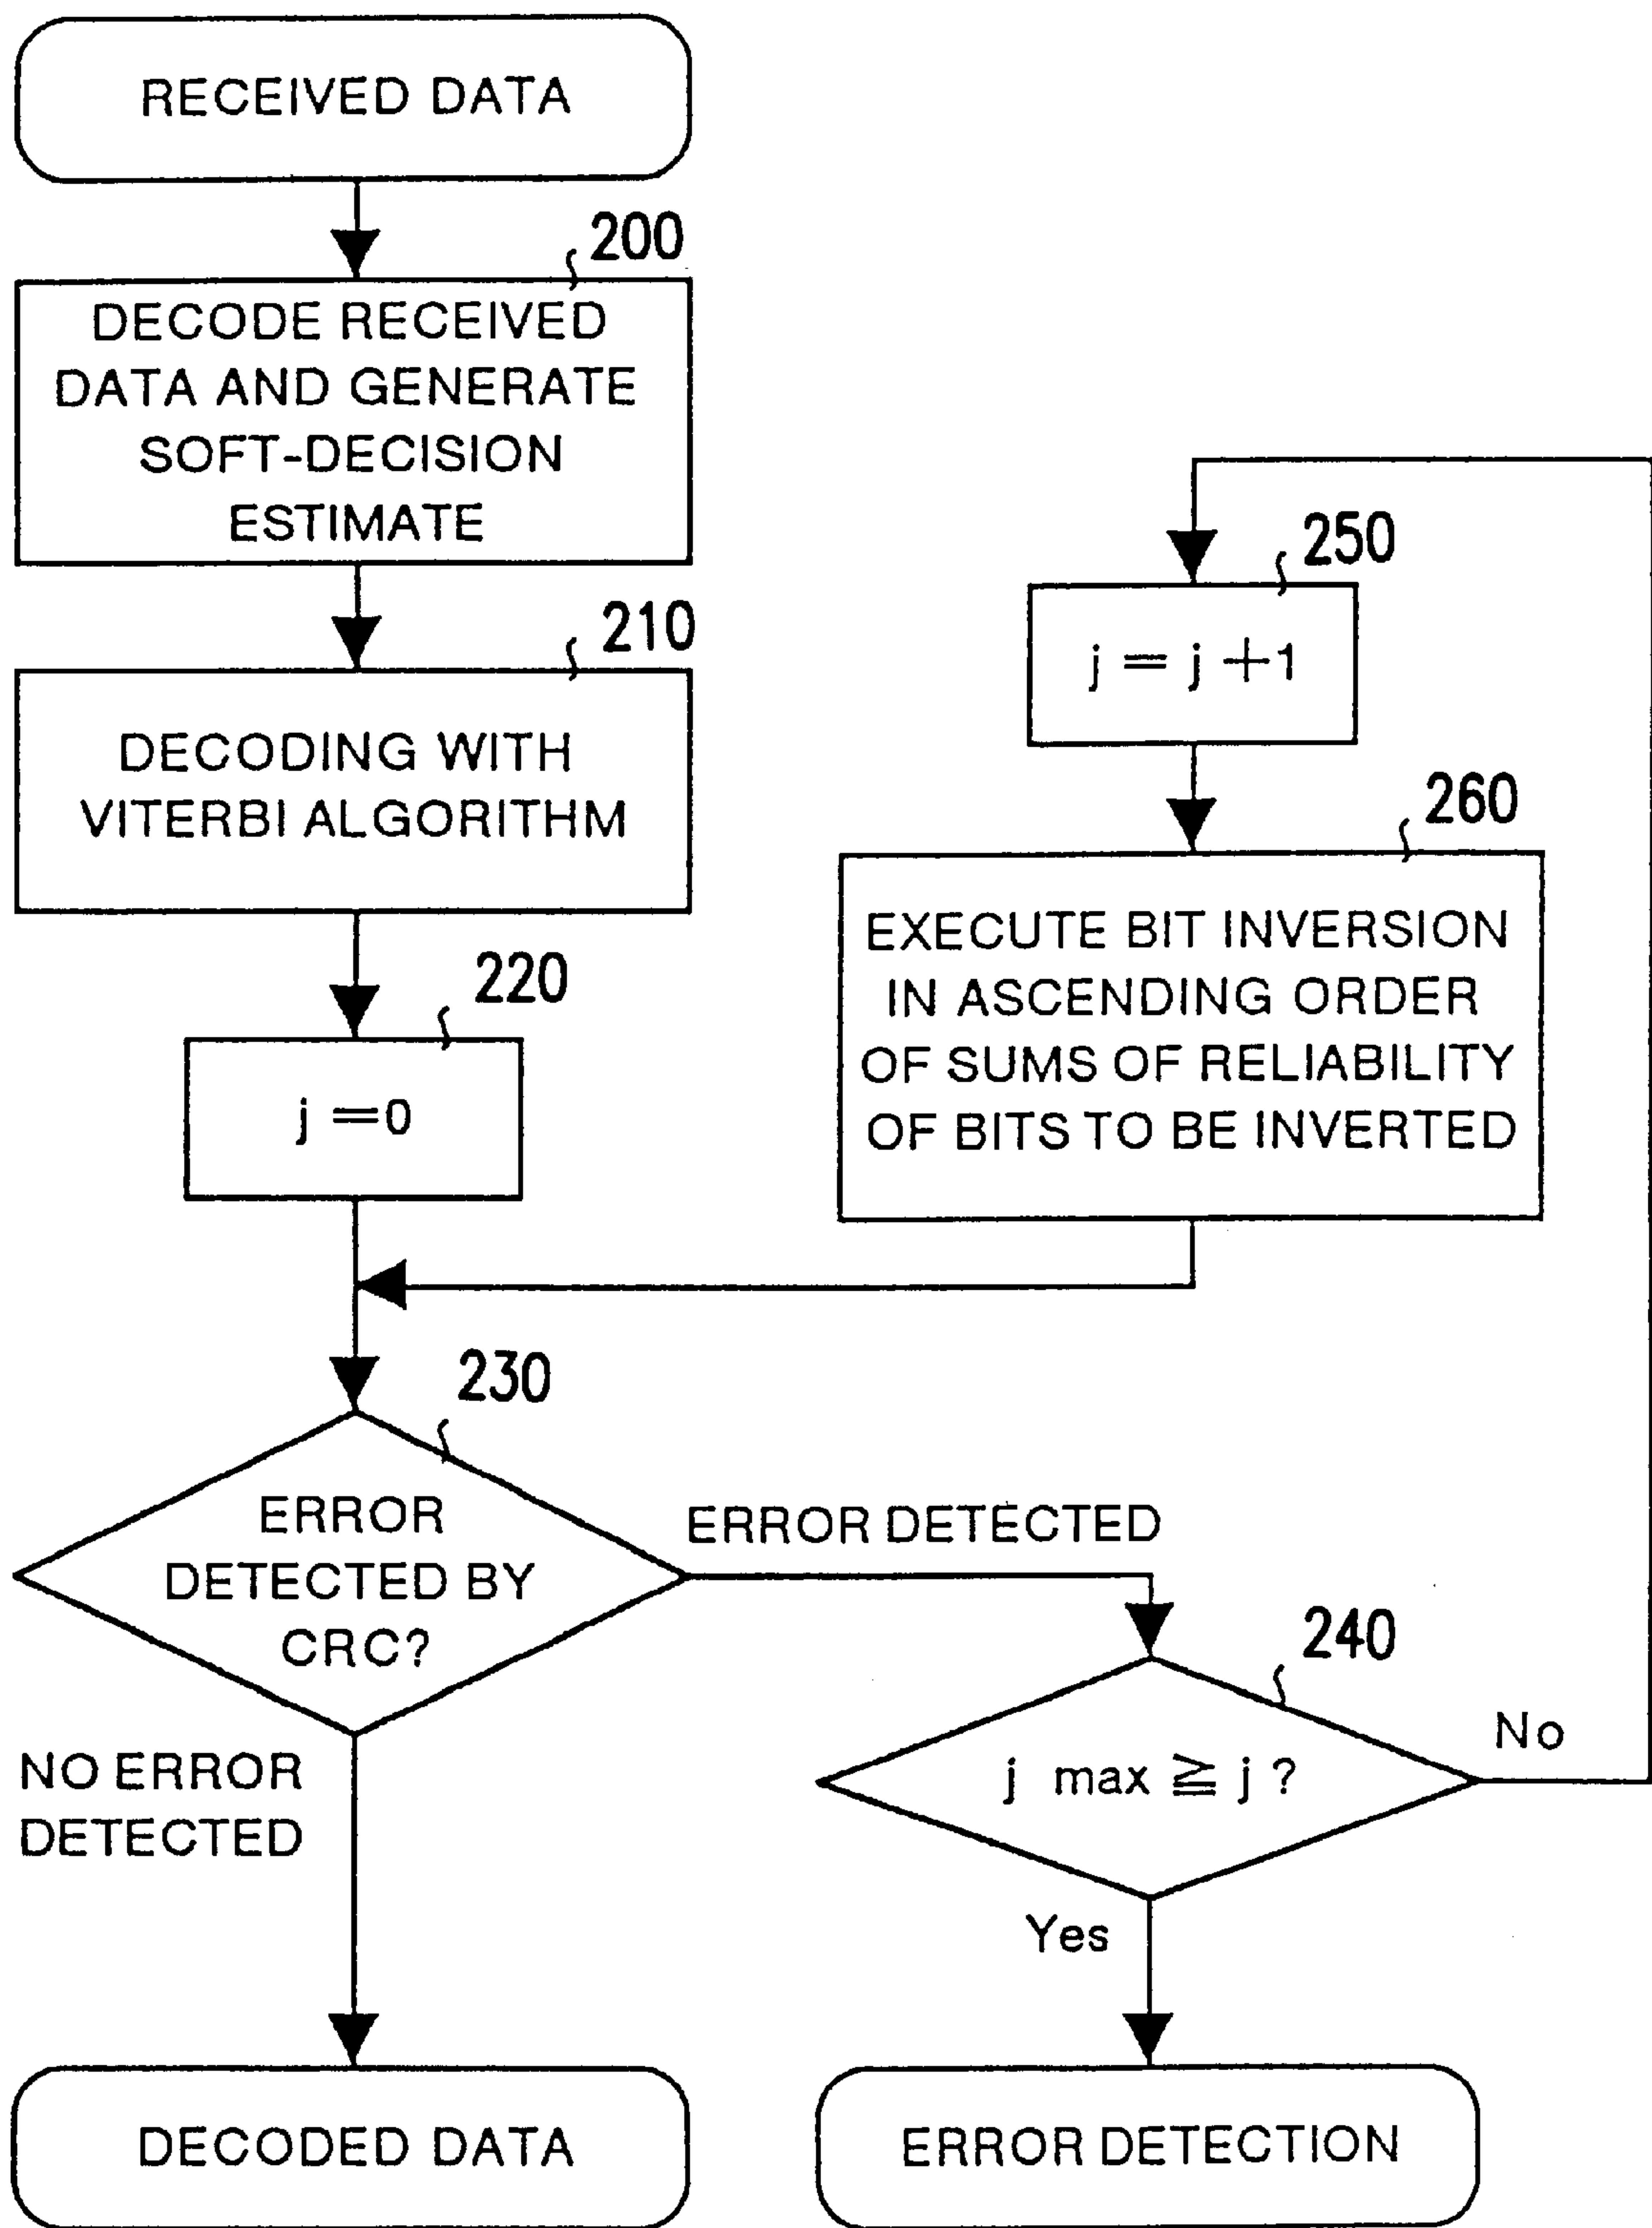 RECEIVED DATA
200
DECODE RECEIVED
DATA AND GENERATE
SOFT-DECISION
ESTIMATE
210
DECODING WITH
VITERBI ALGORITHM
220
j =0
250
j = j +1
260
EXECUTE BIT INVERSION
IN ASCENDING ORDER
OF SUMS OF RELIABILITY
OF BITS TO BE INVERTED
230
ERROR
DETECTED BY
CRC?
ERROR DETECTED
NO ERROR
DETECTED
240
j max ≧ j ?
No
Yes
DECODED DATA
ERROR DETECTION